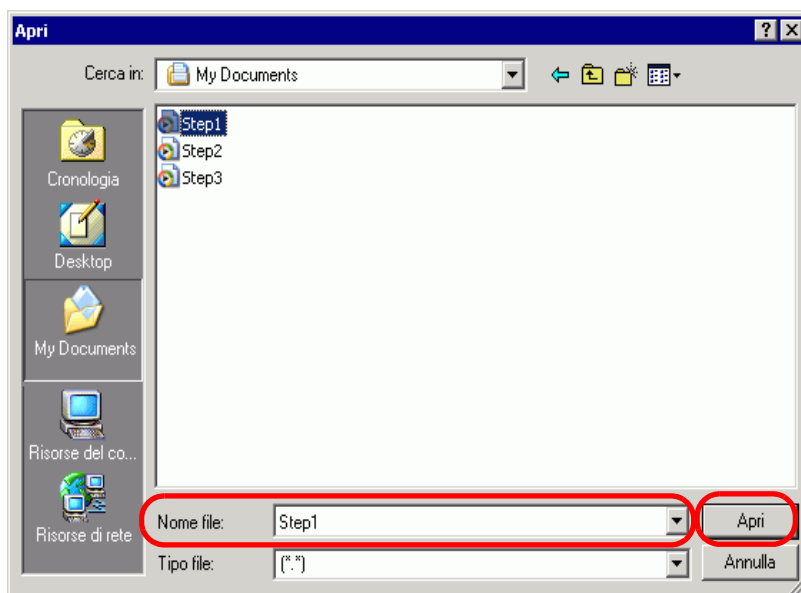 Apri
Cerca in: My Documents
Step1
Step2
Step3
Cronologia
Desktop
My Documents
Risorse del co...
Risorse di rete
Nome file: Step1 Apri
Tipo file: (*.*) Annulla